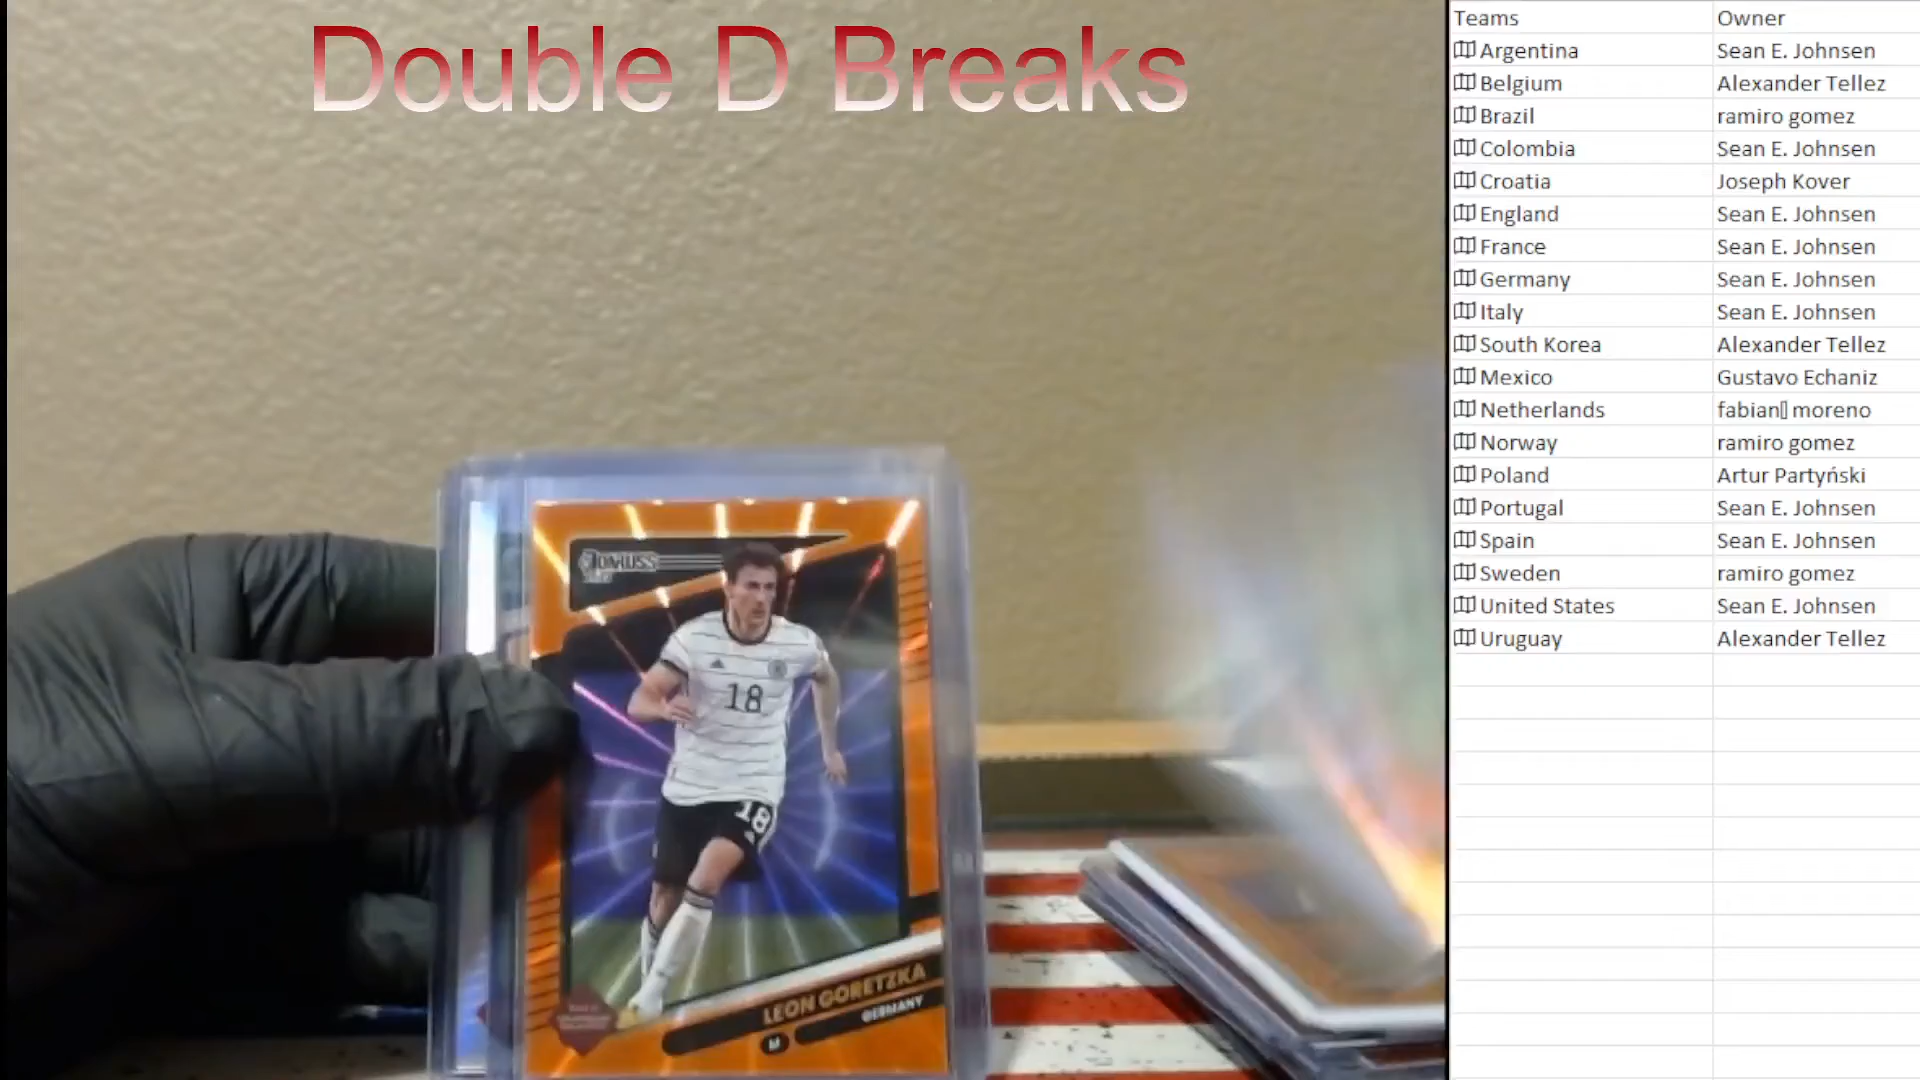 Double D Breaks
Teams Owner
Argentina Sean E. Johnsen
Belgium Alexander Tellez
Brazil ramiro gomez
Colombia Sean E. Johnsen
Croatia Joseph Kover
England Sean E. Johnsen
France Sean E. Johnsen
Germany Sean E. Johnsen
Italy Sean E. Johnsen
South Korea Alexander Tellez
Mexico Gustavo Echaniz
Netherlands fabian▯ moreno
Norway ramiro gomez
Poland Artur Partyński
Portugal Sean E. Johnsen
Spain Sean E. Johnsen
Sweden ramiro gomez
United States Sean E. Johnsen
Uruguay Alexander Tellez
DONRUSS
18
18
LEON GORETZKA
GERMANY
M